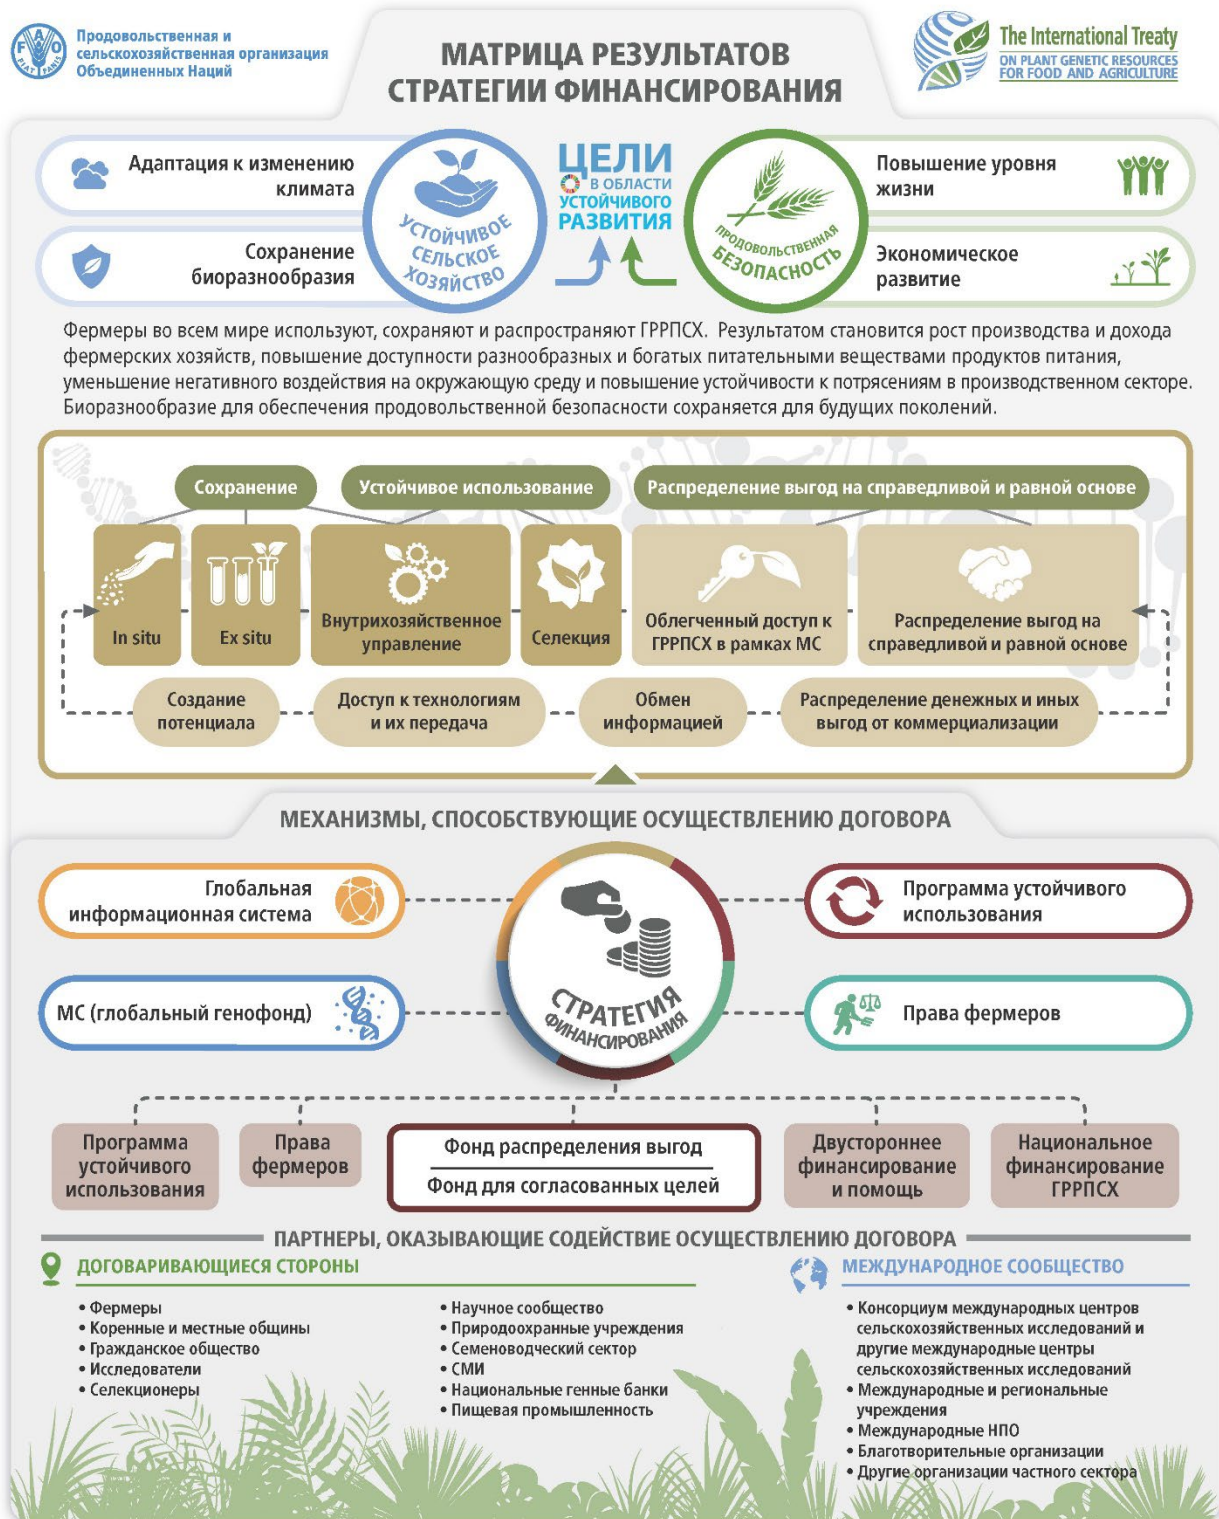 Продовольственная и
сельскохозяйственная организация
Объединенных Наций
FAO
FIAT PANIS
МАТРИЦА РЕЗУЛЬТАТОВ
СТРАТЕГИИ ФИНАНСИРОВАНИЯ
The International Treaty
ON PLANT GENETIC RESOURCES
FOR FOOD AND AGRICULTURE
Адаптация к изменению
климата
Сохранение
биоразнообразия
УСТОЙЧИВОЕ
СЕЛЬСКОЕ
ХОЗЯЙСТВО
ЦЕЛИ
В ОБЛАСТИ
УСТОЙЧИВОГО
РАЗВИТИЯ
ПРОДОВОЛЬСТВЕННАЯ
БЕЗОПАСНОСТЬ
Повышение уровня
жизни
Экономическое
развитие
Фермеры во всем мире используют, сохраняют и распространяют ГРРПСХ. Результатом становится рост производства и дохода
фермерских хозяйств, повышение доступности разнообразных и богатых питательными веществами продуктов питания,
уменьшение негативного воздействия на окружающую среду и повышение устойчивости к потрясениям в производственном секторе.
Биоразнообразие для обеспечения продовольственной безопасности сохраняется для будущих поколений.
Сохранение
Устойчивое использование
Распределение выгод на справедливой и равной основе
In situ
Ex situ
Внутрихозяйственное
управление
Селекция
Облегченный доступ к
ГРРПСХ в рамках МС
Распределение выгод на
справедливой и равной основе
Создание
потенциала
Доступ к технологиям
и их передача
Обмен
информацией
Распределение денежных и иных
выгод от коммерциализации
МЕХАНИЗМЫ, СПОСОБСТВУЮЩИЕ ОСУЩЕСТВЛЕНИЮ ДОГОВОРА
Глобальная
информационная система
МС (глобальный генофонд)
СТРАТЕГИЯ
ФИНАНСИРОВАНИЯ
Программа устойчивого
использования
Права фермеров
Программа
устойчивого
использования
Права
фермеров
Фонд распределения выгод
Фонд для согласованных целей
Двустороннее
финансирование
и помощь
Национальное
финансирование
ГРРПСХ
ПАРТНЕРЫ, ОКАЗЫВАЮЩИЕ СОДЕЙСТВИЕ ОСУЩЕСТВЛЕНИЮ ДОГОВОРА
ДОГОВАРИВАЮЩИЕСЯ СТОРОНЫ
• Фермеры
• Коренные и местные общины
• Гражданское общество
• Исследователи
• Селекционеры
• Научное сообщество
• Природоохранные учреждения
• Семеноводческий сектор
• СМИ
• Национальные генные банки
• Пищевая промышленность
МЕЖДУНАРОДНОЕ СООБЩЕСТВО
• Консорциум международных центров
сельскохозяйственных исследований и
другие международные центры
сельскохозяйственных исследований
• Международные и региональные
учреждения
• Международные НПО
• Благотворительные организации
• Другие организации частного сектора